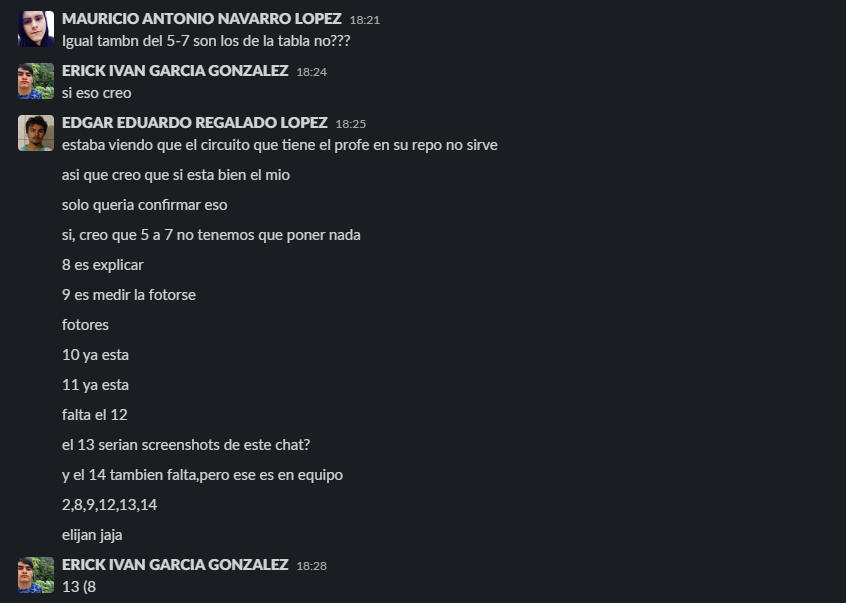 MAURICIO ANTONIO NAVARRO LOPEZ 18:21
Igual tambn del 5-7 son los de la tabla no???
ERICK IVAN GARCIA GONZALEZ 18:24
si eso creo
EDGAR EDUARDO REGALADO LOPEZ 18:25
estaba viendo que el circuito que tiene el profe en su repo no sirve
asi que creo que si esta bien el mio
solo queria confirmar eso
si, creo que 5 a 7 no tenemos que poner nada
8 es explicar
9 es medir la fotorse
fotores
10 ya esta
11 ya esta
falta el 12
el 13 serian screenshots de este chat?
y el 14 tambien falta,pero ese es en equipo
2,8,9,12,13,14
elijan jaja
ERICK IVAN GARCIA GONZALEZ 18:28
13 (8